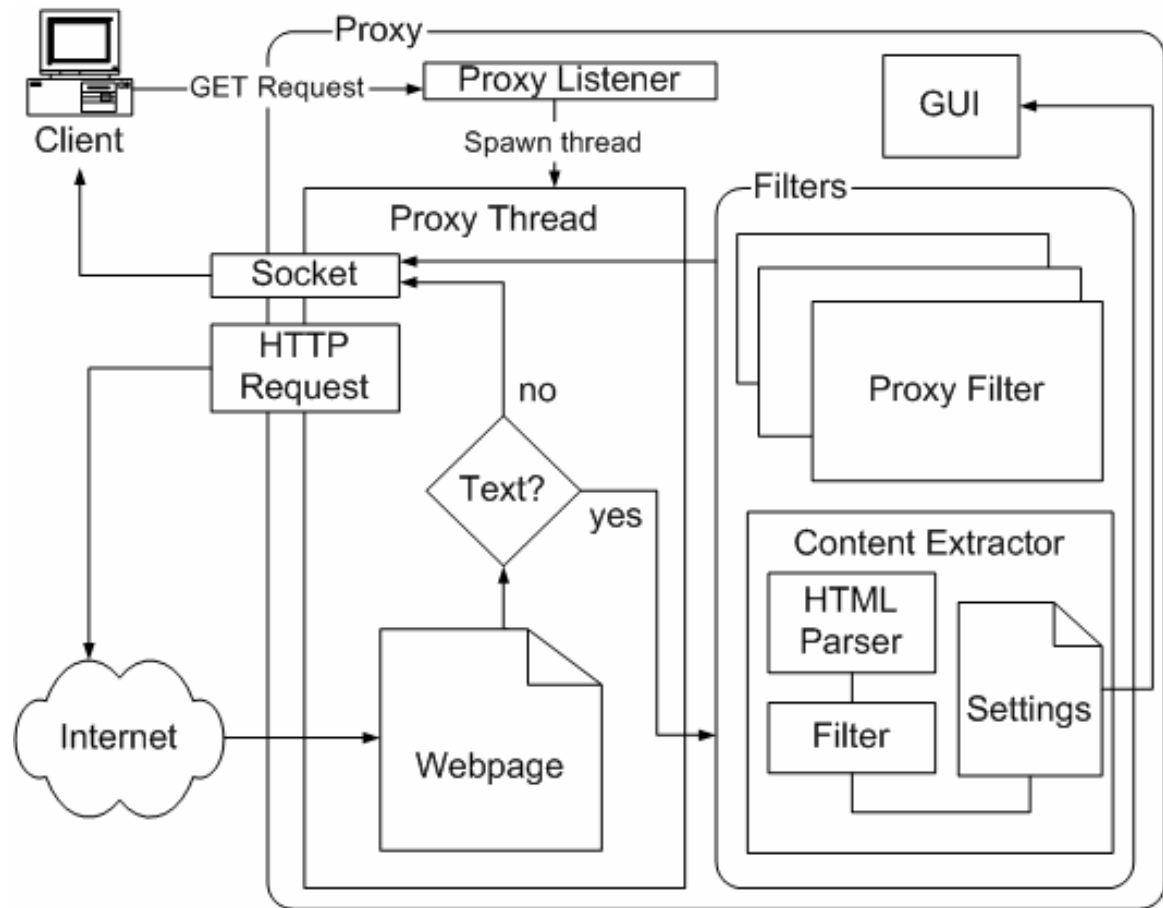 Proxy
Client
GET Request
Proxy Listener
Spawn thread
GUI
Proxy Thread
Filters
Socket
HTTP
Request
no
Text?
yes
Proxy Filter
Content Extractor
HTML
Parser
Filter
Settings
Internet
Webpage